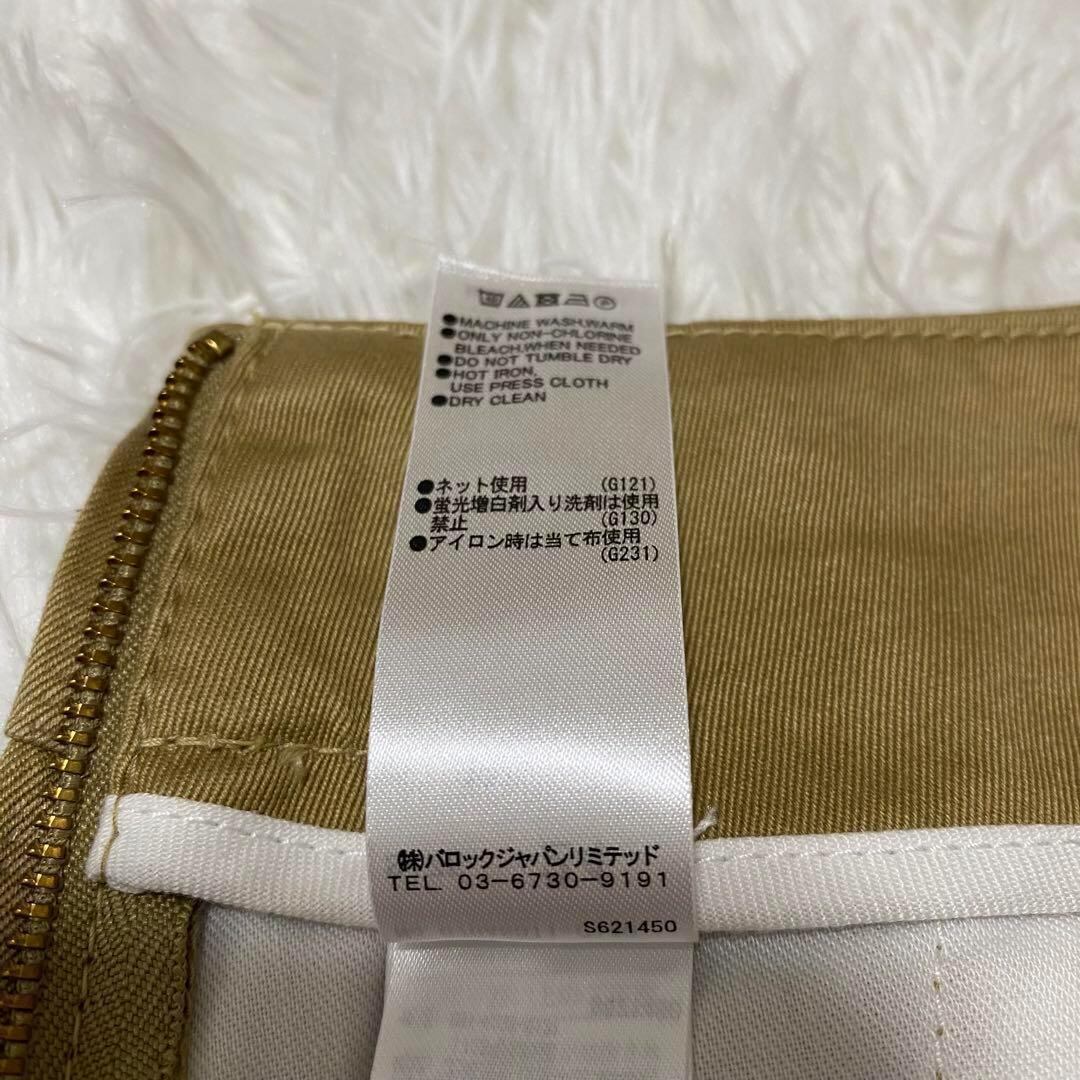 ●MACHINE WASH,WARM
●ONLY NON-CHLORINE
BLEACH,WHEN NEEDED
●DO NOT TUMBLE DRY
●HOT IRON,
USE PRESS CLOTH
●DRY CLEAN
●ネット使用 (G121)
●蛍光増白剤入り洗剤は使用
禁止 (G130)
●アイロン時は当て布使用
(G231)
㈱バロックジャパンリミテッド
TEL. 03-6730-9191
S621450